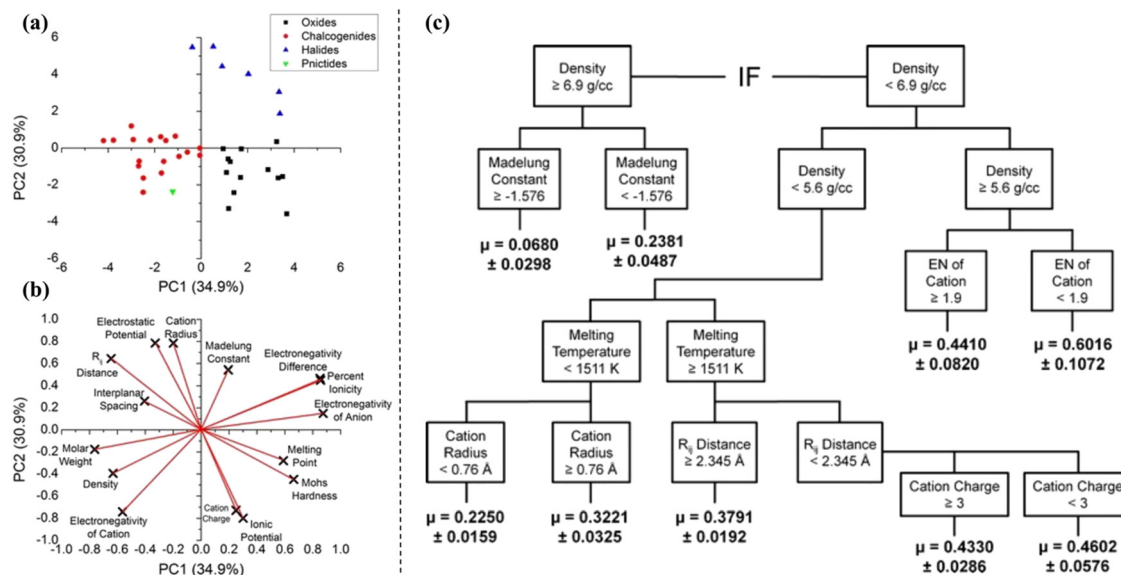 (a)
Oxides
Chalcogenides
Halides
Pnictides
6
4
2
0
-2
-4
-6
-6
-4
-2
0
2
4
6
PC2 (30.9%)
PC1 (34.9%)
(b)
1.0
0.8
0.6
0.4
0.2
0.0
-0.2
-0.4
-0.6
-0.8
-1.0
-1.0
-0.8
-0.6
-0.4
-0.2
0.0
0.2
0.4
0.6
0.8
1.0
PC2 (30.9%)
PC1 (34.9%)
Electrostatic
Potential
Cation
Radius
Madelung
Constant
Electronegativity
Difference
Percent
Ionicity
Electronegativity
of Anion
Rij
Distance
Interplanar
Spacing
Molar
Weight
Density
Electronegativity
of Cation
Melting
Point
Mohs
Hardness
Cation
Charge
Ionic
Potential
(c)
Density
≥ 6.9 g/cc
IF
Density
< 6.9 g/cc
Madelung
Constant
≥ -1.576
Madelung
Constant
< -1.576
Density
< 5.6 g/cc
Density
≥ 5.6 g/cc
μ = 0.0680
± 0.0298
μ = 0.2381
± 0.0487
EN of
Cation
≥ 1.9
EN of
Cation
< 1.9
μ = 0.4410
± 0.0820
μ = 0.6016
± 0.1072
Melting
Temperature
< 1511 K
Melting
Temperature
≥ 1511 K
Cation
Radius
< 0.76 Å
Cation
Radius
≥ 0.76 Å
Rij Distance
≥ 2.345 Å
Rij Distance
< 2.345 Å
μ = 0.2250
± 0.0159
μ = 0.3221
± 0.0325
μ = 0.3791
± 0.0192
Cation Charge
≥ 3
Cation Charge
< 3
μ = 0.4330
± 0.0286
μ = 0.4602
± 0.0576